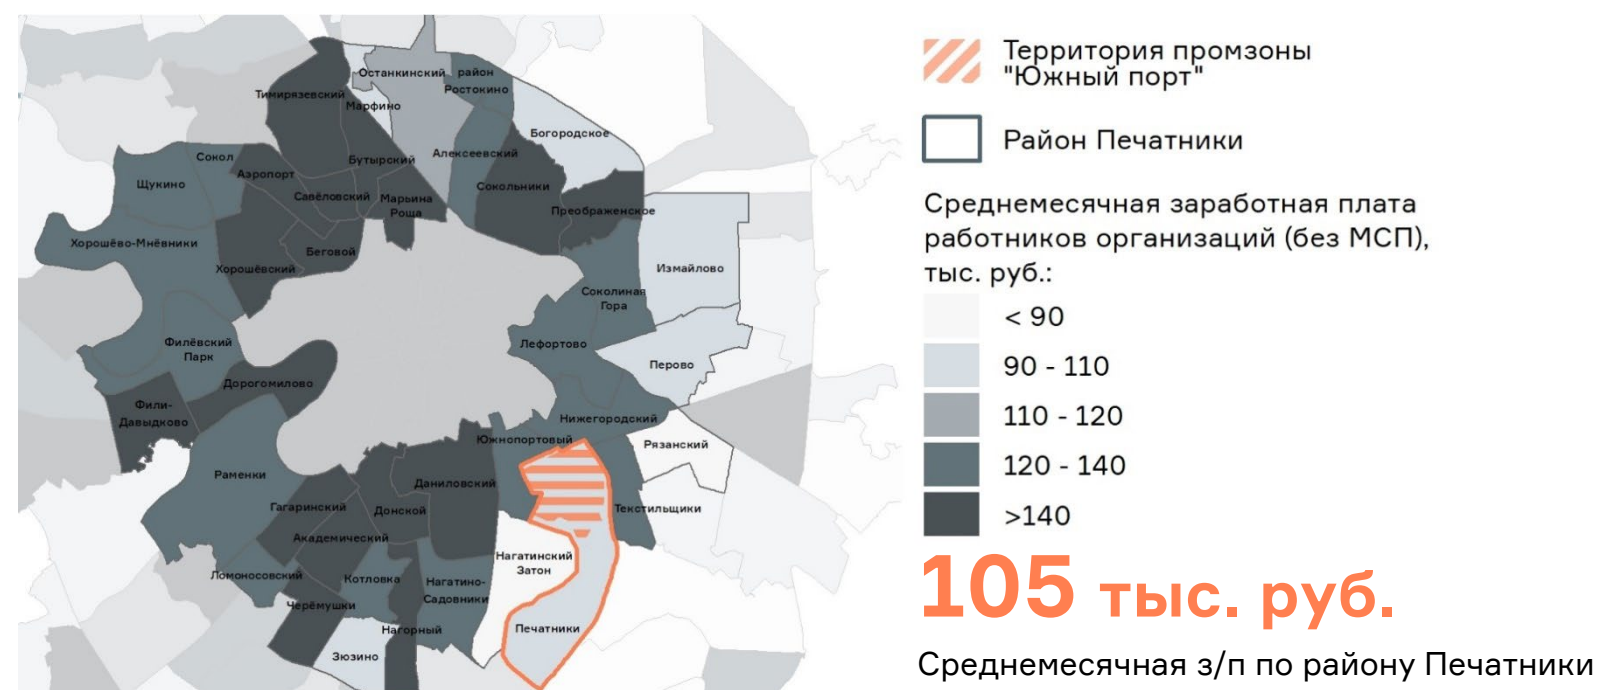 Останкинский
район
Ростокино
Тимирязевский
Марфино
Богородское
Сокол
Бутырский
Алексеевский
Аэропорт
Щукино
Савёловский
Марьина
Роща
Сокольники
Преображенское
Хорошёво-Мнёвники
Беговой
Хорошёвский
Измайлово
Соколиная
Гора
Филёвский
Парк
Лефортово
Перово
Дорогомилово
Фили-
Давыдково
Нижегородский
Южнопортовый
Рязанский
Раменки
Даниловский
Гагаринский
Донской
Текстильщики
Академический
Нагатинский
Затон
Ломоносовский
Котловка
Нагатино-
Садовники
Черёмушки
Нагорный
Печатники
Зюзино
Территория промзоны
"Южный порт"
Район Печатники
Среднемесячная заработная плата
работников организаций (без МСП),
тыс. руб.:
< 90
90 - 110
110 - 120
120 - 140
>140
105 тыс. руб.
Среднемесячная з/п по району Печатники